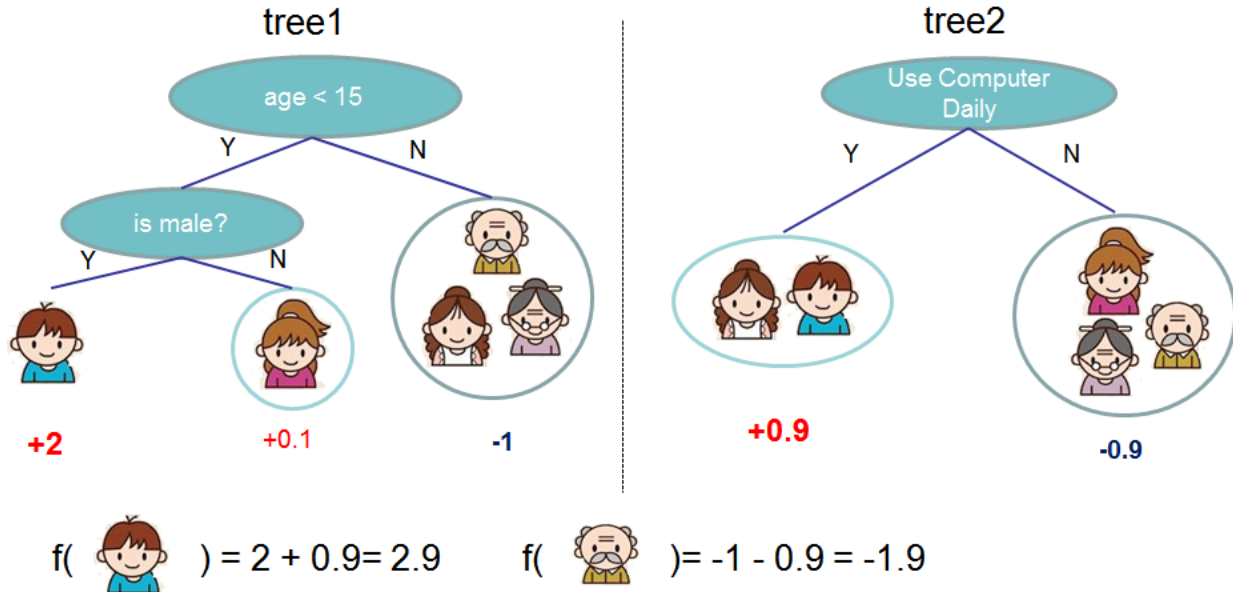 tree1
tree2
age < 15
Use Computer
Daily
Y
N
Y
N
is male?
Y
N
+2
+0.1
-1
+0.9
-0.9
f( ) = 2 + 0.9= 2.9
f( )= -1 - 0.9 = -1.9